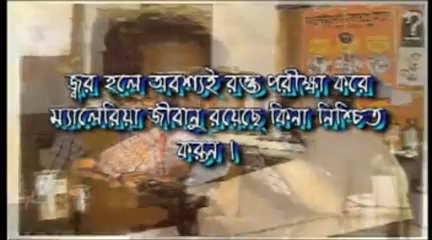 জ্বর হলে অবশ্যই রক্ত পরীক্ষা করে
ম্যালেরিয়া জীবানু রয়েছে কিনা নিশ্চিত
করুন।